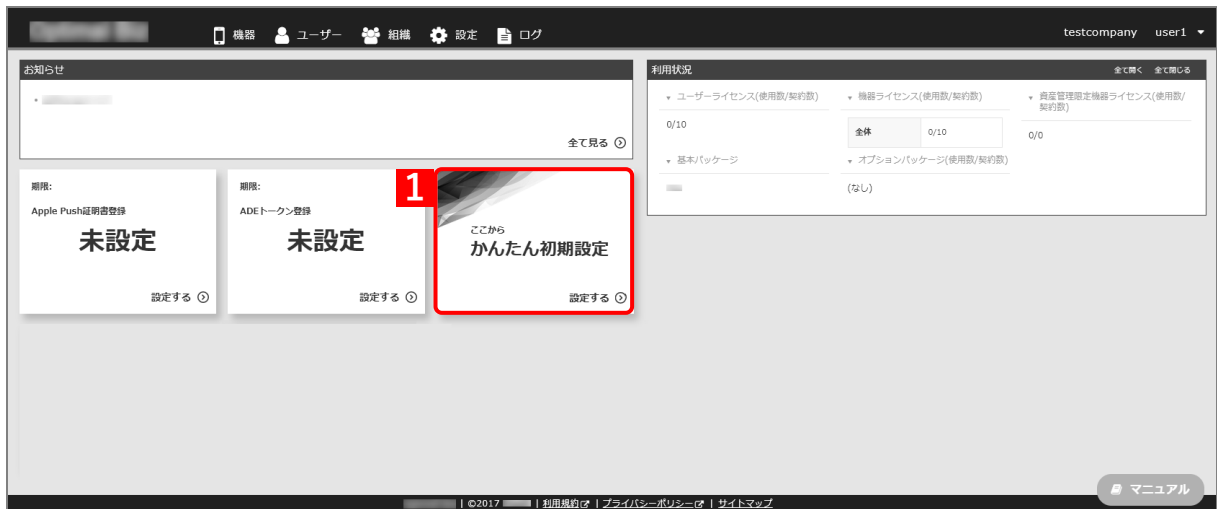 機器 ユーザー 組織 設定 ログ
testcompany user1
お知らせ
全て見る
期限:
Apple Push証明書登録
未設定
設定する
期限:
ADEトークン登録
未設定
設定する
1
ここから
かんたん初期設定
設定する
利用状況
全て開く 全て閉じる
ユーザーライセンス(使用数/契約数)
0/10
機器ライセンス(使用数/契約数)
全体 0/10
資産管理限定機器ライセンス(使用数/
契約数)
0/0
基本パッケージ
オプションパッケージ(使用数/契約数)
(なし)
マニュアル
| ©2017 | 利用規約 | プライバシーポリシー | サイトマップ